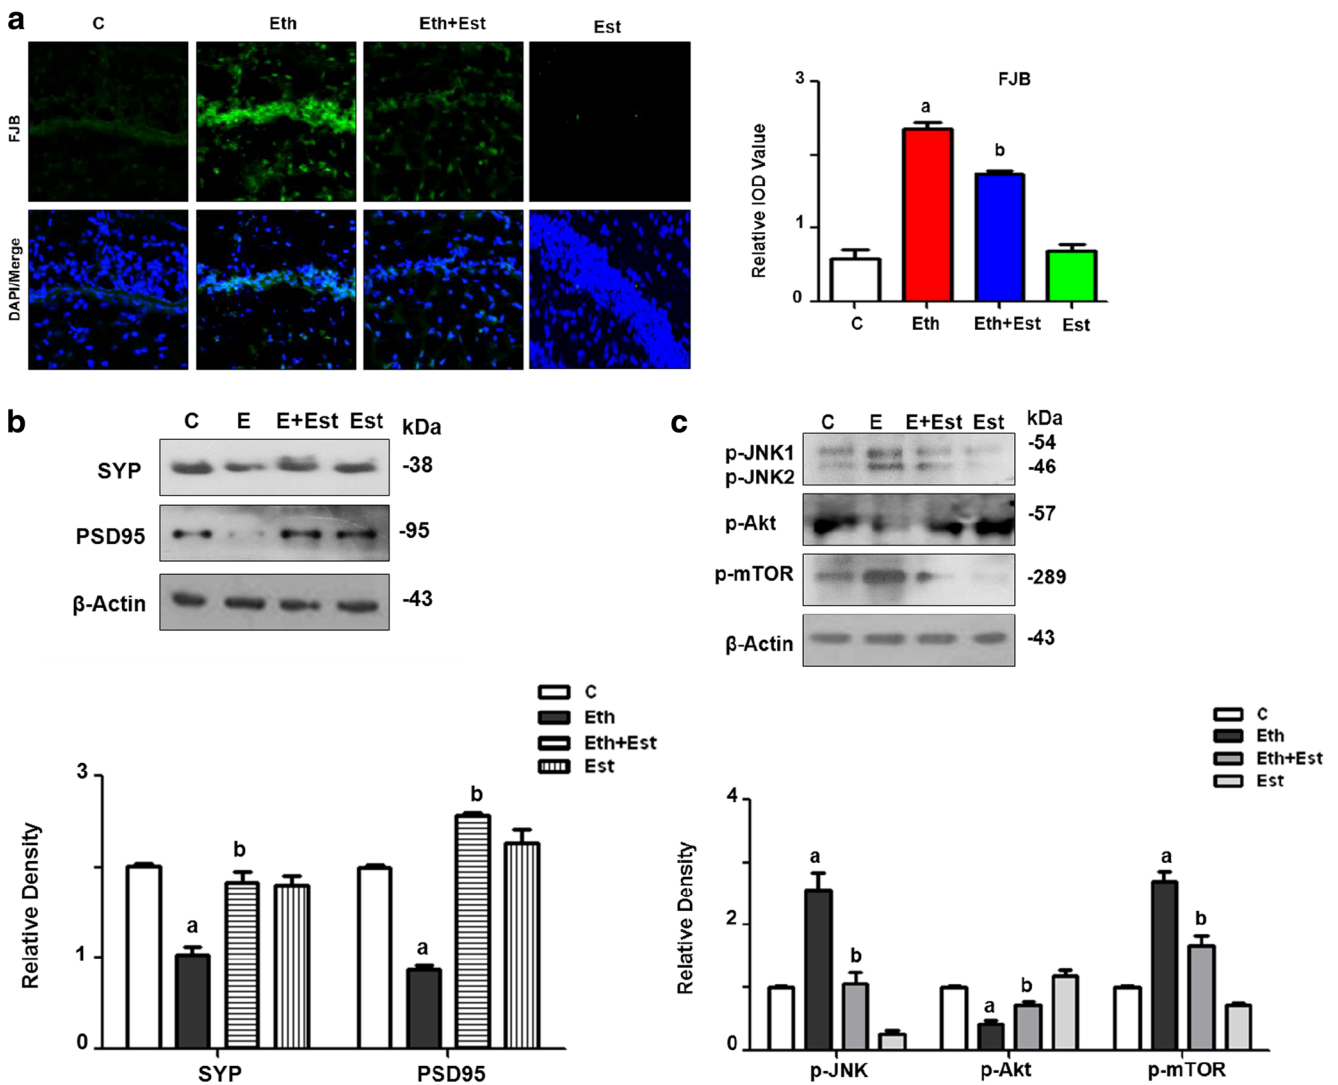 a
C Eth Eth+Est Est
FJB
DAPI/Merge
FJB
Relative IOD Value
3
1
0
a
b
C Eth Eth+Est Est
b
C E E+Est Est kDa
SYP -38
PSD95 -95
β-Actin -43
C
Eth
Eth+Est
Est
Relative Density
3
1
0
a
b
a
b
SYP PSD95
c
C E E+Est Est kDa
p-JNK1 -54
p-JNK2 -46
p-Akt -57
p-mTOR -289
β-Actin -43
C
Eth
Eth+Est
Est
Relative Density
4
2
0
a
b
a
b
a
b
p-JNK p-Akt p-mTOR